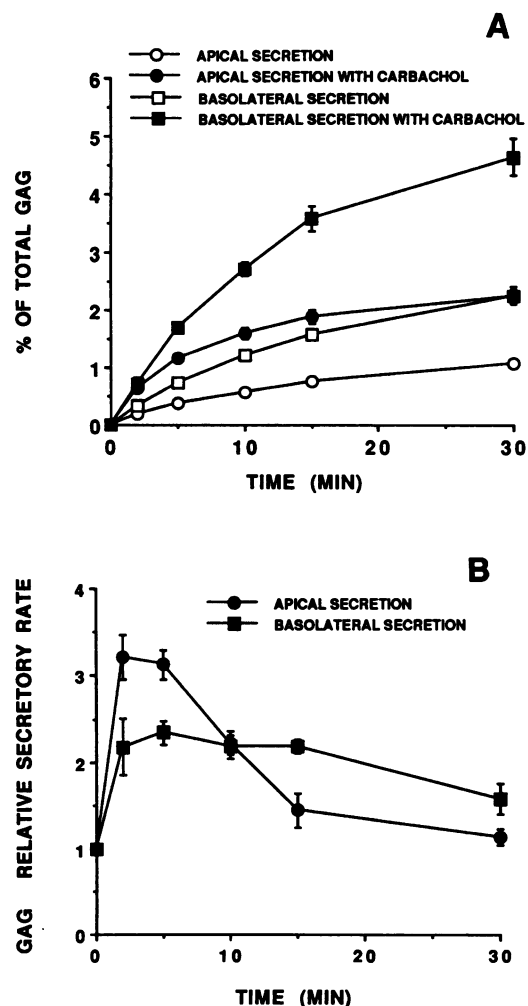 A
APICAL SECRETION
APICAL SECRETION WITH CARBACHOL
BASOLATERAL SECRETION
BASOLATERAL SECRETION WITH CARBACHOL
% OF TOTAL GAG
6
5
4
3
2
1
0
0 10 20 30
TIME (MIN)
B
APICAL SECRETION
BASOLATERAL SECRETION
GAG RELATIVE SECRETORY RATE
4
3
2
1
0
0 10 20 30
TIME (MIN)